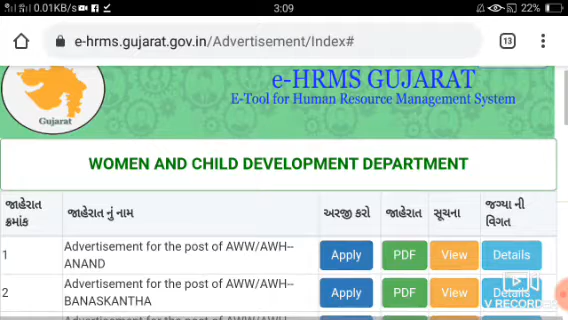 0.01KB/s 3:09 22%
e-hrms.gujarat.gov.in/Advertisement/Index# 13
e-HRMS GUJARAT
E-Tool for Human Resource Management System
Gujarat
WOMEN AND CHILD DEVELOPMENT DEPARTMENT
જાહેરાત ક્રમાંક જાહેરાત નું નામ અરજી કરો જાહેરાત સૂચના જગ્યા ની વિગત
1 Advertisement for the post of AWW/AWH-- ANAND Apply PDF View Details
2 Advertisement for the post of AWW/AWH-- BANASKANTHA Apply PDF View Details
V RECORDER